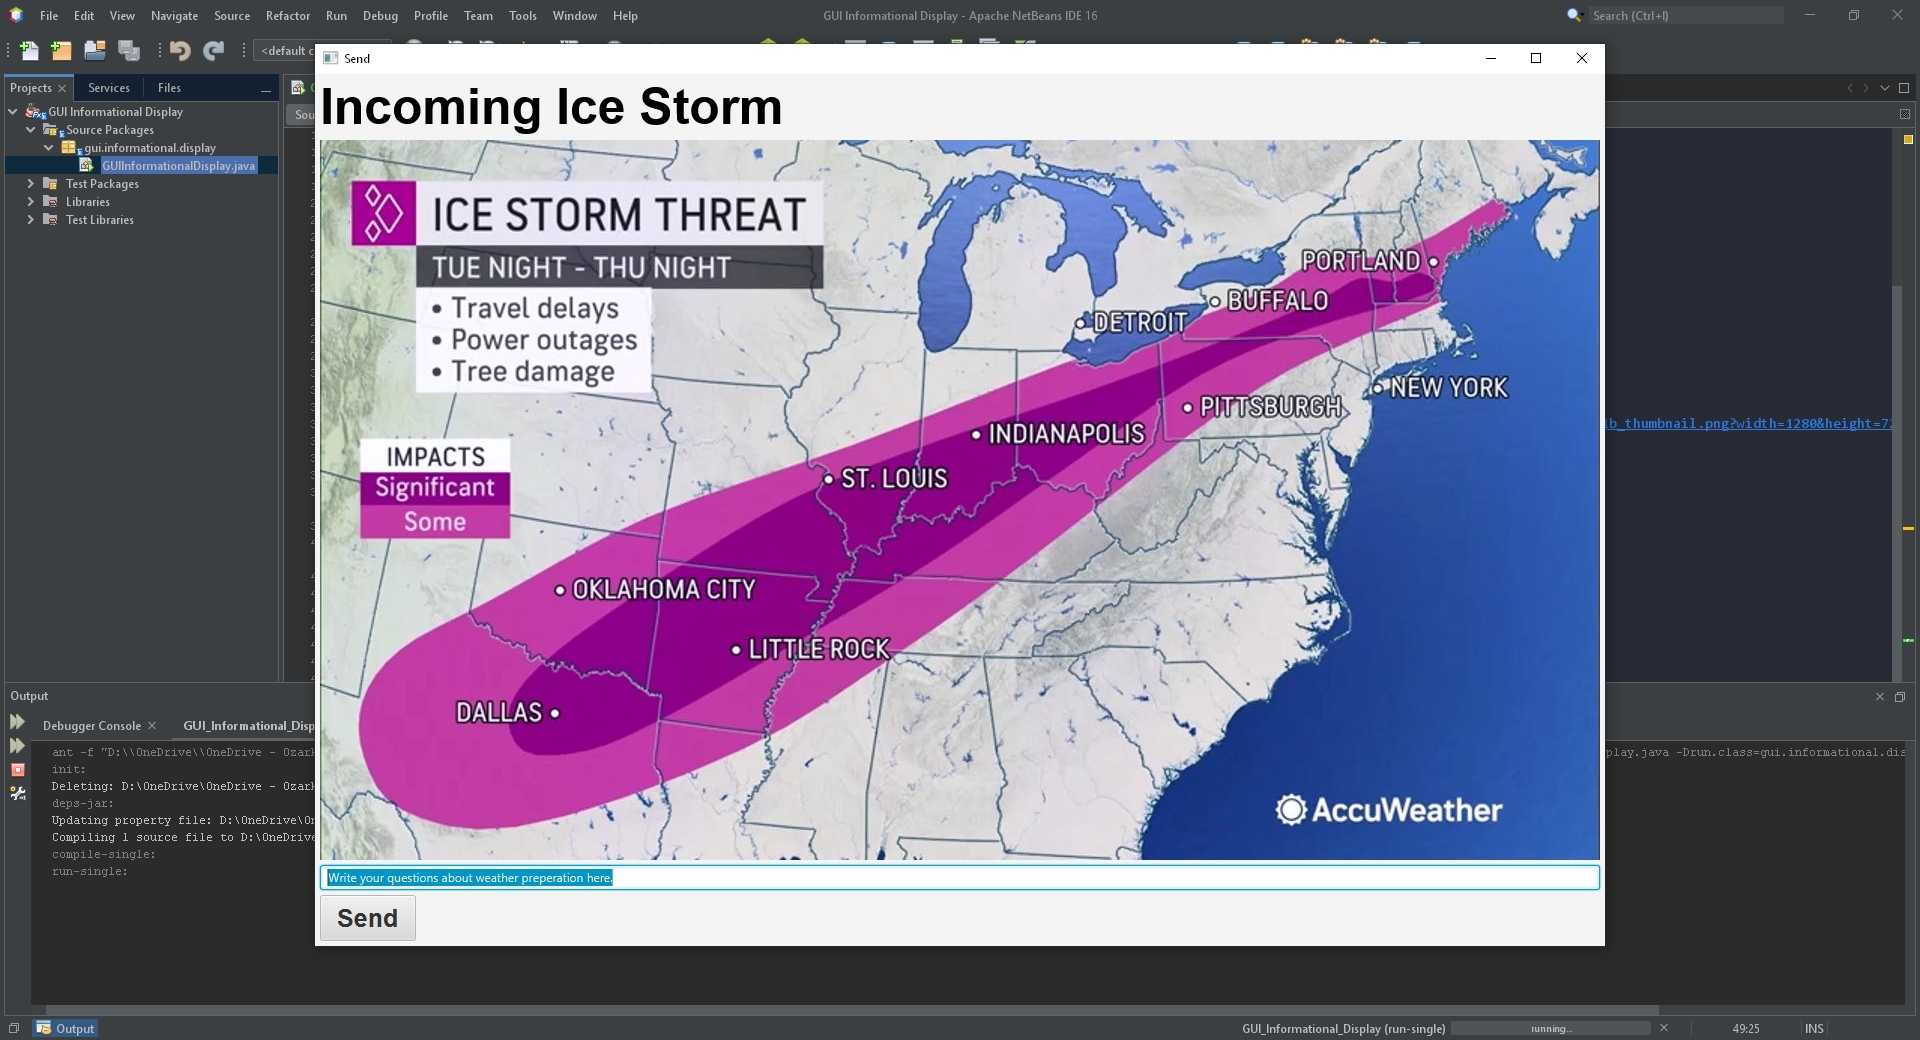 File Edit View Navigate Source Refactor Run Debug Profile Team Tools Window Help
GUI Informational Display - Apache NetBeans IDE 16
Search (Ctrl+I)
<default c
Projects Services Files
GUI Informational Display
Source Packages
gui.informational.display
GUIInformationalDisplay.java
Test Packages
Libraries
Test Libraries
Sou
Send
Incoming Ice Storm
ICE STORM THREAT
TUE NIGHT - THU NIGHT
• Travel delays
• Power outages
• Tree damage
IMPACTS
Significant
Some
PORTLAND
BUFFALO
DETROIT
NEW YORK
PITTSBURGH
INDIANAPOLIS
ST. LOUIS
OKLAHOMA CITY
LITTLE ROCK
DALLAS
AccuWeather
Write your questions about weather preperation here.
Send
lb_thumbnail.png?width=1280&height=72
Output
Debugger Console GUI_Informational_Disp
ant -f "D:\\OneDrive\\OneDrive - Ozark
play.java -Drun.class=gui.informational.dis
init:
Deleting: D:\OneDrive\OneDrive - Ozark
deps-jar:
Updating property file: D:\OneDrive\On
Compiling 1 source file to D:\OneDrive
compile-single:
run-single:
Output
GUI_Informational_Display (run-single) running... 49:25 INS